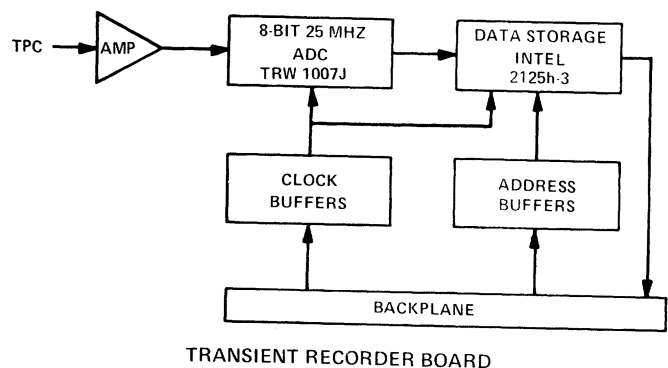 TPC
AMP
8-BIT 25 MHZ
ADC
TRW 1007J
DATA STORAGE
INTEL
2125h-3
CLOCK
BUFFERS
ADDRESS
BUFFERS
BACKPLANE
TRANSIENT RECORDER BOARD